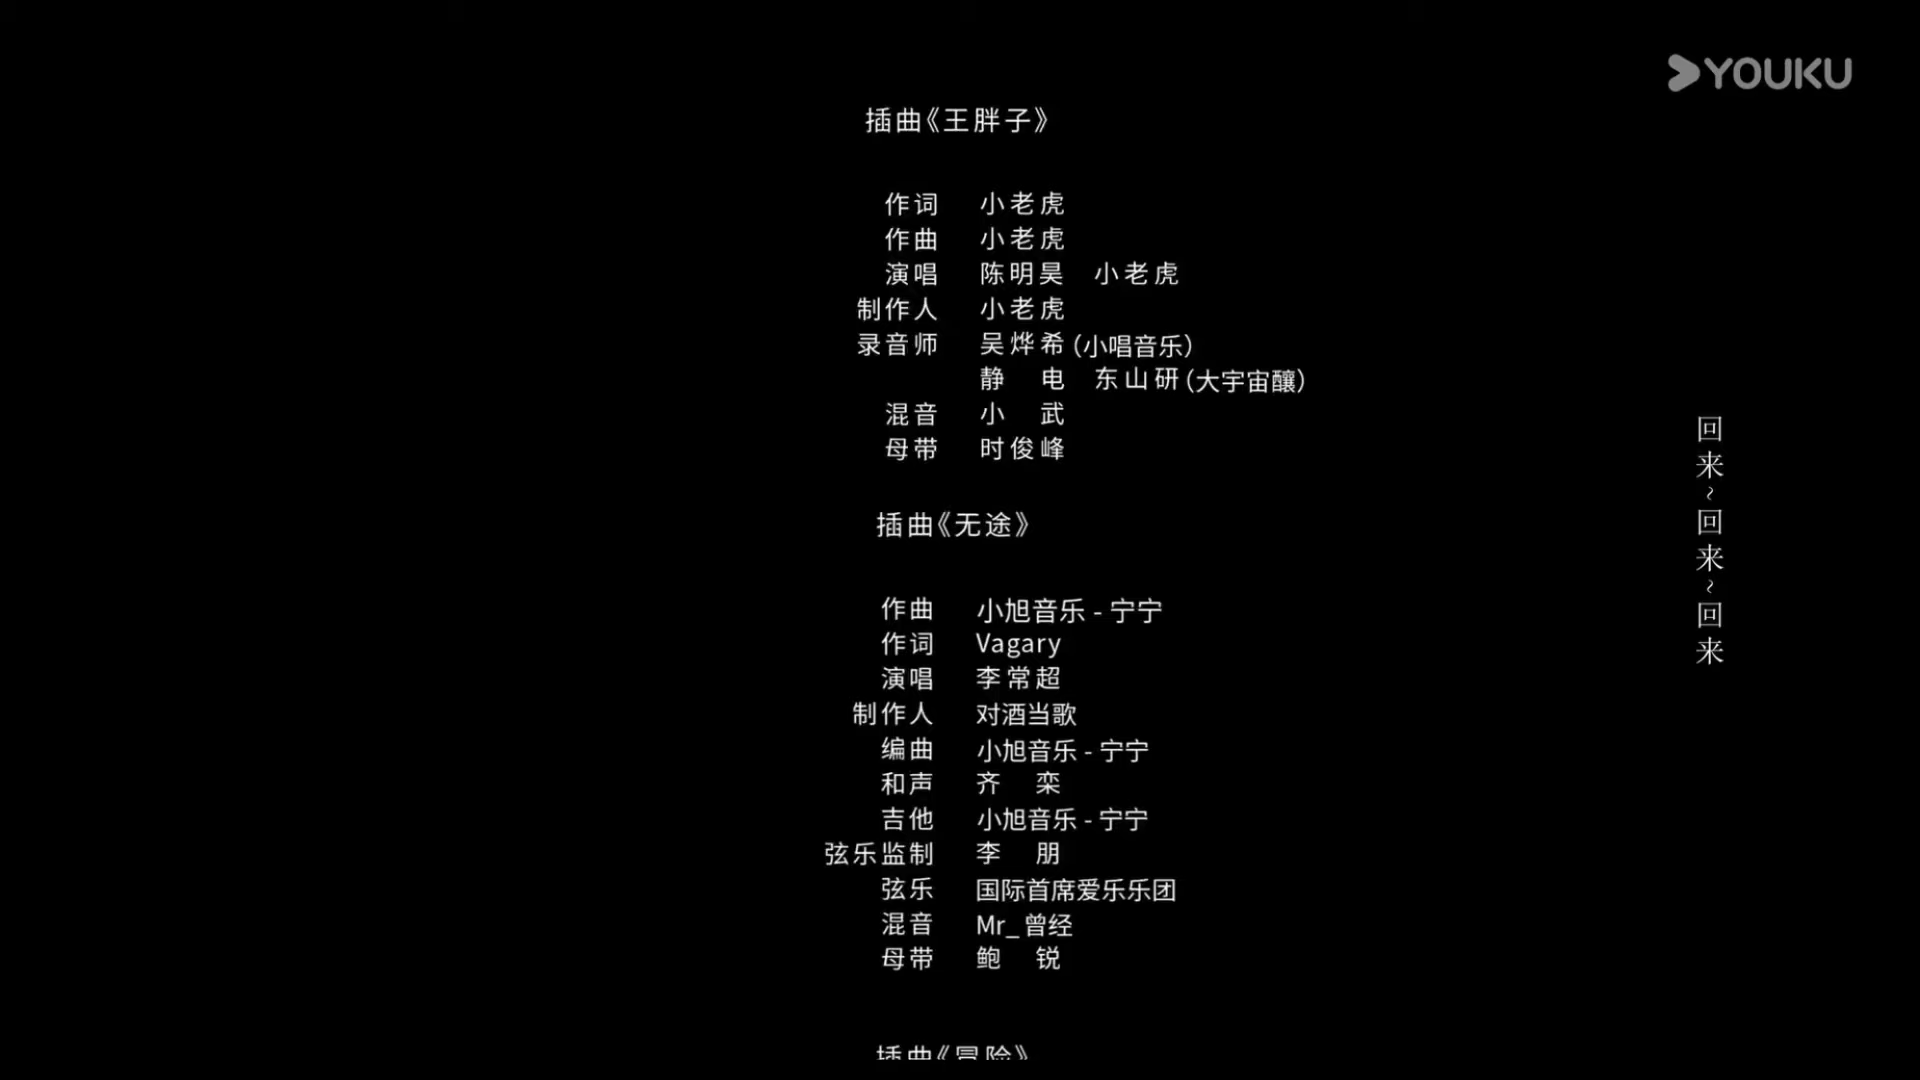 YOUKU
插曲《王胖子》
作词 小老虎
作曲 小老虎
演唱 陈明昊 小老虎
制作人 小老虎
录音师 吴烨希(小唱音乐)
静 电 东山研(大宇宙釀)
混音 小 武
母带 时俊峰
插曲《无途》
作曲 小旭音乐 - 宁宁
作词 Vagary
演唱 李常超
制作人 对酒当歌
编曲 小旭音乐 - 宁宁
和声 齐 栾
吉他 小旭音乐 - 宁宁
弦乐监制 李 朋
弦乐 国际首席爱乐乐团
混音 Mr_曾经
母带 鲍 锐
插曲《冒险》
回来~回来~回来